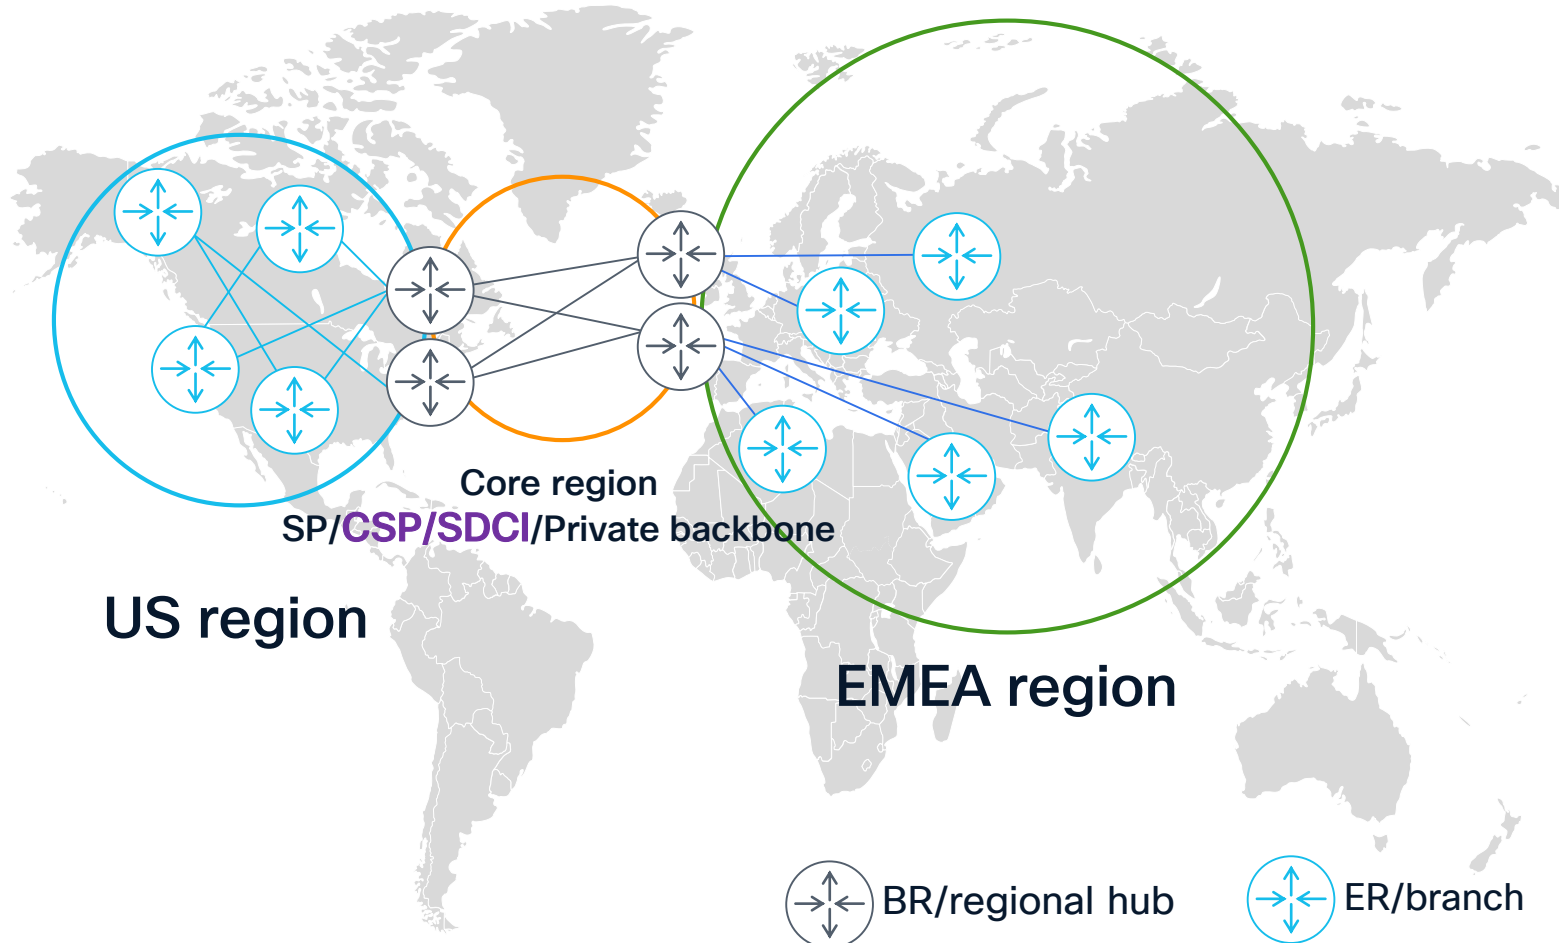 Core region
SP/CSP/SDCI/Private backbone
US region
EMEA region
BR/regional hub
ER/branch